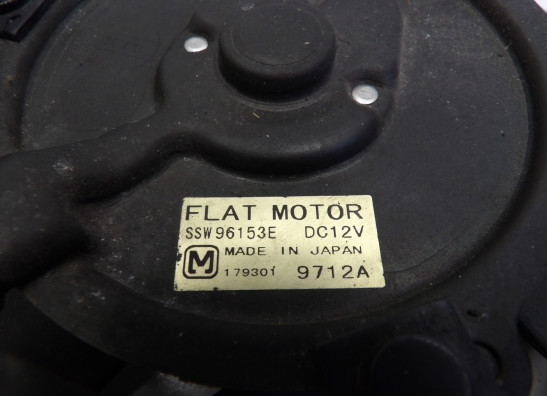 FLAT MOTOR
SSW96153E DC12V
MADE IN JAPAN
M 179301 9712A